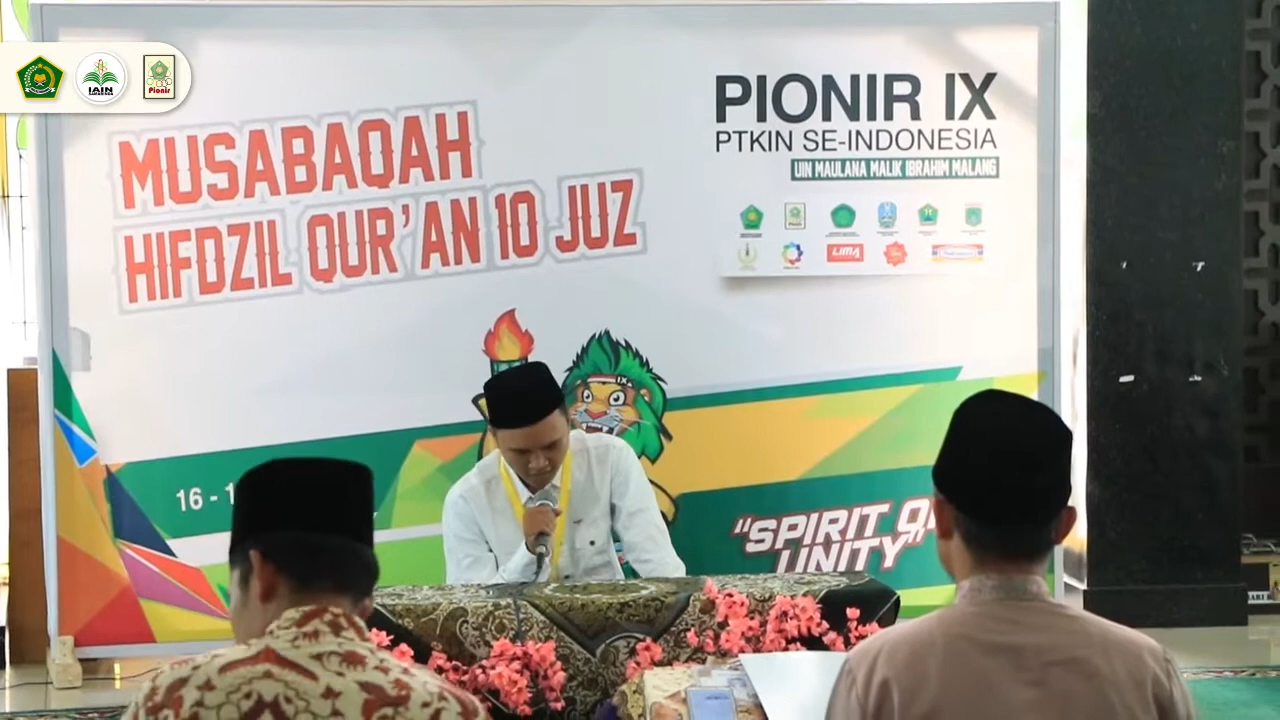 IAIN
Pionir
MUSABAQAH
HIFDZIL QUR'AN 10 JUZ
PIONIR IX
PTKIN SE-INDONESIA
UIN MAULANA MALIK IBRAHIM MALANG
LIMA
IX
16 - 1
"SPIRIT O
UNITY"